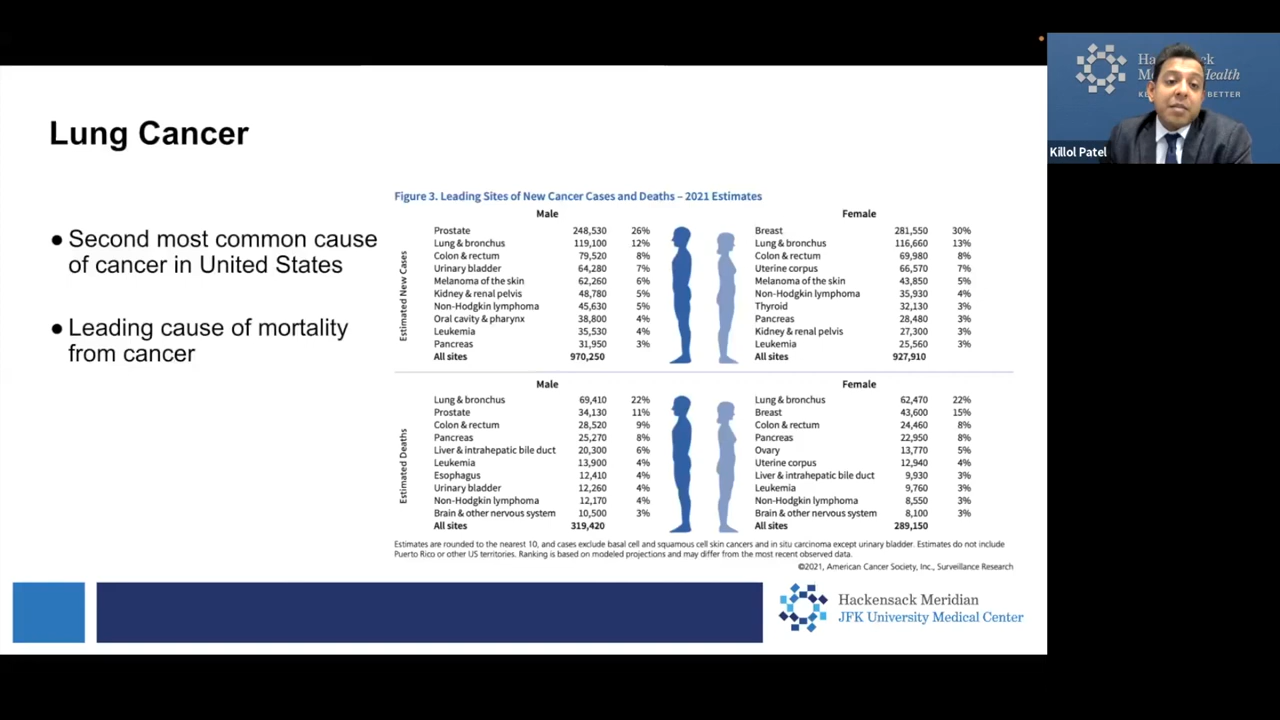 Lung Cancer
● Second most common cause
of cancer in United States
● Leading cause of mortality
from cancer
Figure 3. Leading Sites of New Cancer Cases and Deaths – 2021 Estimates
Male Female
Estimated New Cases
Prostate 248,530 26% Breast 281,550 30%
Lung & bronchus 119,100 12% Lung & bronchus 116,660 13%
Colon & rectum 79,520 8% Colon & rectum 69,980 8%
Urinary bladder 64,280 7% Uterine corpus 66,570 7%
Melanoma of the skin 62,260 6% Melanoma of the skin 43,850 5%
Kidney & renal pelvis 48,780 5% Non-Hodgkin lymphoma 35,930 4%
Non-Hodgkin lymphoma 45,630 5% Thyroid 32,130 3%
Oral cavity & pharynx 38,800 4% Pancreas 28,480 3%
Leukemia 35,530 4% Kidney & renal pelvis 27,300 3%
Pancreas 31,950 3% Leukemia 25,560 3%
All sites 970,250 All sites 927,910
Male Female
Estimated Deaths
Lung & bronchus 69,410 22% Lung & bronchus 62,470 22%
Prostate 34,130 11% Breast 43,600 15%
Colon & rectum 28,520 9% Colon & rectum 24,460 8%
Pancreas 25,270 8% Pancreas 22,950 8%
Liver & intrahepatic bile duct 20,300 6% Ovary 13,770 5%
Leukemia 13,900 4% Uterine corpus 12,940 4%
Esophagus 12,410 4% Liver & intrahepatic bile duct 9,930 3%
Urinary bladder 12,260 4% Leukemia 9,760 3%
Non-Hodgkin lymphoma 12,170 4% Non-Hodgkin lymphoma 8,550 3%
Brain & other nervous system 10,500 3% Brain & other nervous system 8,100 3%
All sites 319,420 All sites 289,150
Estimates are rounded to the nearest 10, and cases exclude basal cell and squamous cell skin cancers and in situ carcinoma except urinary bladder. Estimates do not include
Puerto Rico or other US territories. Ranking is based on modeled projections and may differ from the most recent observed data.
©2021, American Cancer Society, Inc., Surveillance Research
Hackensack Meridian
JFK University Medical Center
Killol Patel
BETTER